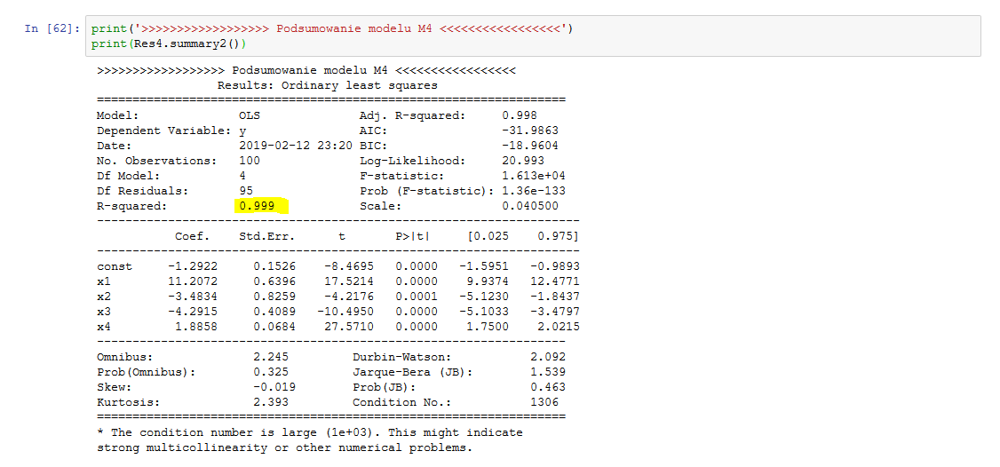 In [62]: print('>>>>>>>>>>>>>>>>>> Podsumowanie modelu M4 <<<<<<<<<<<<<<<<<')
print(Res4.summary2())
>>>>>>>>>>>>>>>>>> Podsumowanie modelu M4 <<<<<<<<<<<<<<<<<
Results: Ordinary least squares
==================================================================
Model: OLS Adj. R-squared: 0.998
Dependent Variable: y AIC: -31.9863
Date: 2019-02-12 23:20 BIC: -18.9604
No. Observations: 100 Log-Likelihood: 20.993
Df Model: 4 F-statistic: 1.613e+04
Df Residuals: 95 Prob (F-statistic): 1.36e-133
R-squared: 0.999 Scale: 0.040500
--------------------------------------------------------------------
Coef. Std.Err. t P>|t| [0.025 0.975]
--------------------------------------------------------------------
const -1.2922 0.1526 -8.4695 0.0000 -1.5951 -0.9893
x1 11.2072 0.6396 17.5214 0.0000 9.9374 12.4771
x2 -3.4834 0.8259 -4.2176 0.0001 -5.1230 -1.8437
x3 -4.2915 0.4089 -10.4950 0.0000 -5.1033 -3.4797
x4 1.8858 0.0684 27.5710 0.0000 1.7500 2.0215
------------------------------------------------------------------
Omnibus: 2.245 Durbin-Watson: 2.092
Prob(Omnibus): 0.325 Jarque-Bera (JB): 1.539
Skew: -0.019 Prob(JB): 0.463
Kurtosis: 2.393 Condition No.: 1306
==================================================================
* The condition number is large (1e+03). This might indicate
strong multicollinearity or other numerical problems.